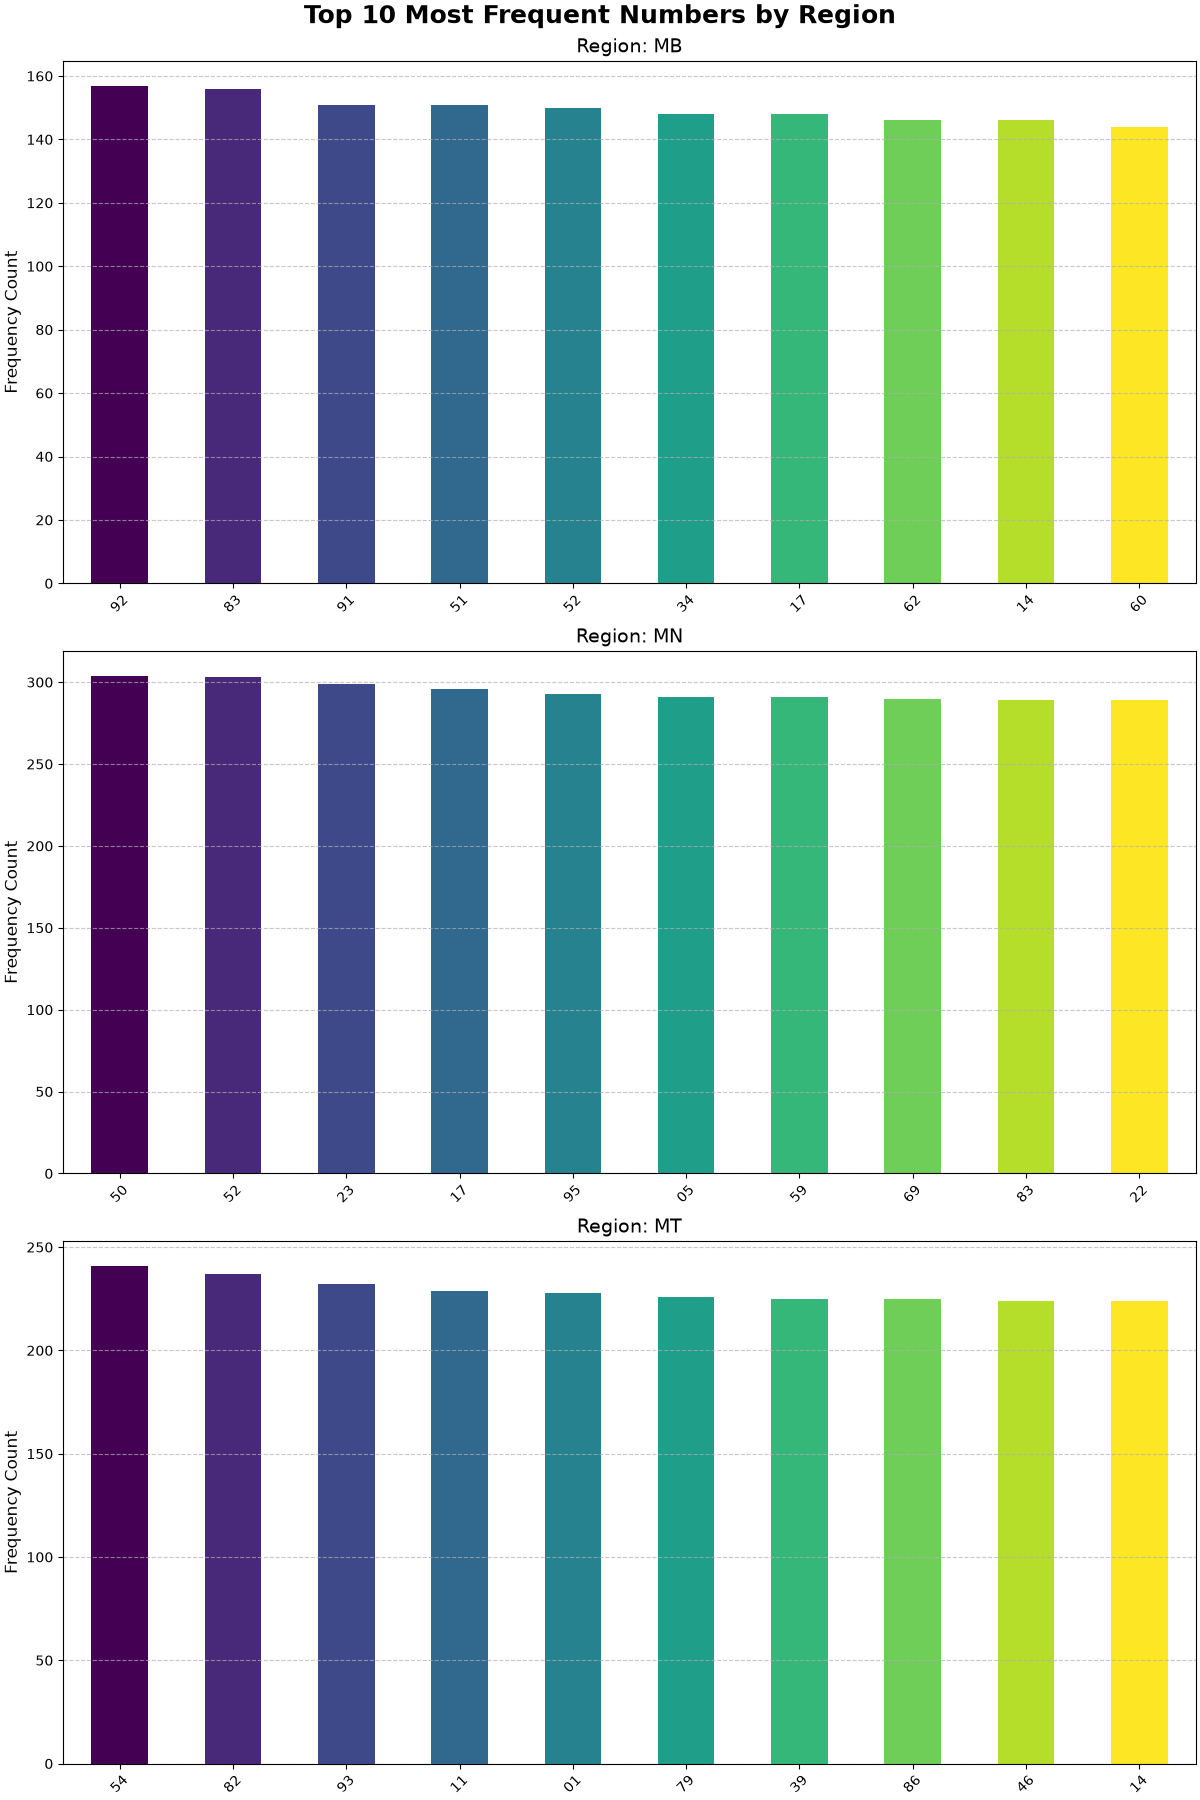 Top 10 Most Frequent Numbers by Region
Region: MB
Frequency Count
160
140
120
100
80
60
40
20
0
92 83 91 51 52 34 17 62 14 60
Region: MN
Frequency Count
300
250
200
150
100
50
0
50 52 23 17 95 05 59 69 83 22
Region: MT
Frequency Count
250
200
150
100
50
0
54 82 93 11 01 79 39 86 46 14